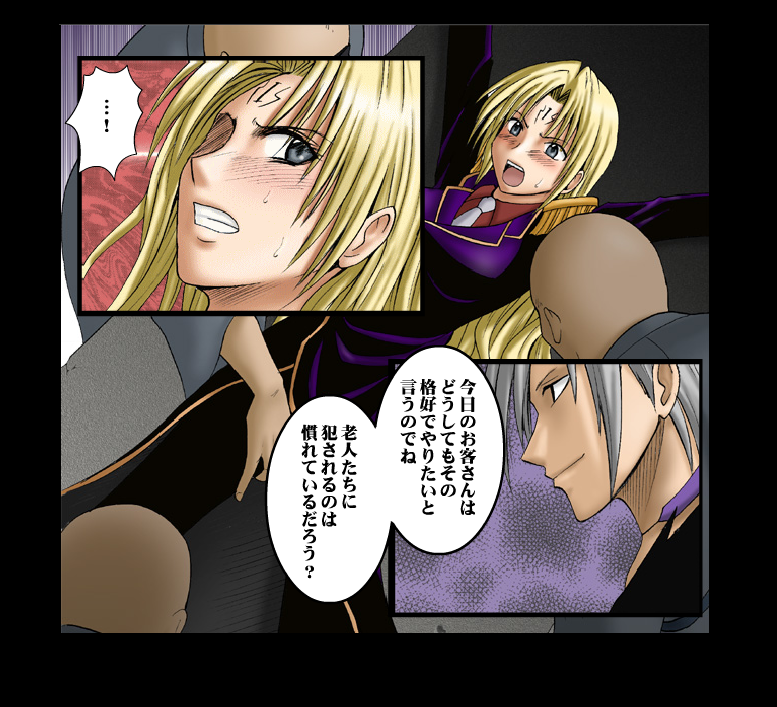 …！
今日のお客さんは
どうしてもその
格好でやりたいと
言うのでね
老人たちに
犯されるのは
慣れているだろう？